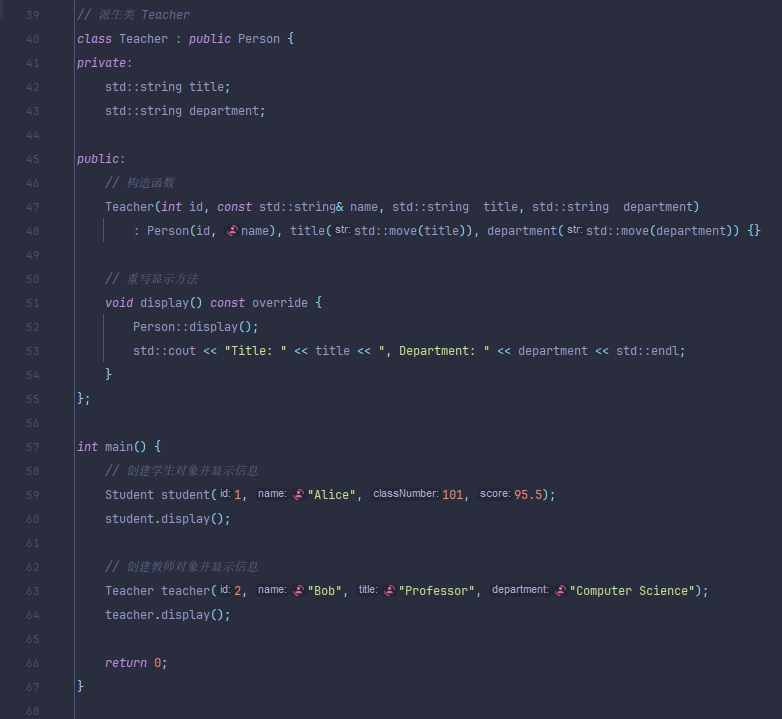 39 // 派生类 Teacher
40 class Teacher : public Person {
41 private:
42 std::string title;
43 std::string department;
44
45 public:
46 // 构造函数
47 Teacher(int id, const std::string& name, std::string  title, std::string  department)
48 : Person(id, name), title( str: std::move(title)), department( str: std::move(department)) {}
49
50 // 重写显示方法
51 void display() const override {
52 Person::display();
53 std::cout << "Title: " << title << ", Department: " << department << std::endl;
54 }
55 };
56
57 int main() {
58 // 创建学生对象并显示信息
59 Student student( id: 1, name: "Alice", classNumber: 101, score: 95.5);
60 student.display();
61
62 // 创建教师对象并显示信息
63 Teacher teacher( id: 2, name: "Bob", title: "Professor", department: "Computer Science");
64 teacher.display();
65
66 return 0;
67 }
68